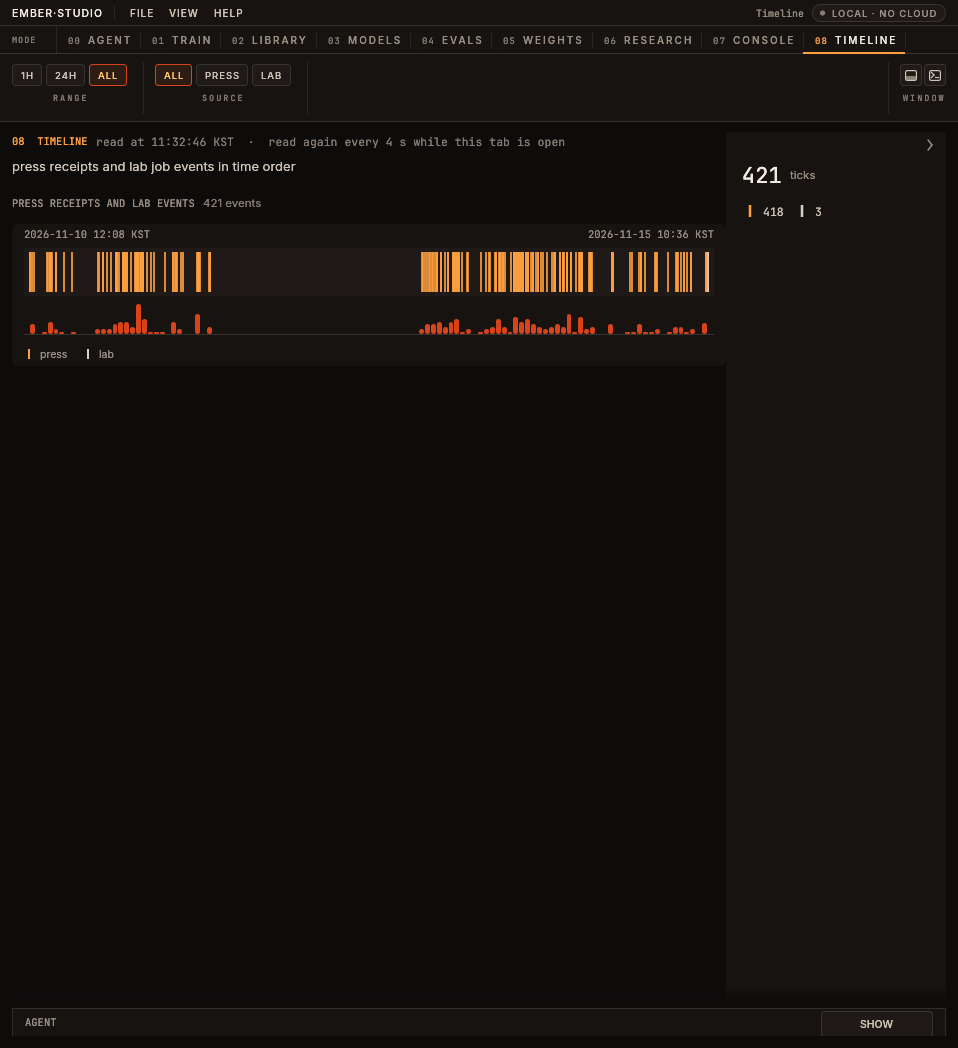 EMBER·STUDIO FILE VIEW HELP Timeline LOCAL · NO CLOUD
MODE 00 AGENT 01 TRAIN 02 LIBRARY 03 MODELS 04 EVALS 05 WEIGHTS 06 RESEARCH 07 CONSOLE 08 TIMELINE
1H 24H ALL ALL PRESS LAB
RANGE SOURCE WINDOW
08 TIMELINE read at 11:32:46 KST · read again every 4 s while this tab is open
press receipts and lab job events in time order
421 ticks
PRESS RECEIPTS AND LAB EVENTS 421 events
418 3
2026-11-10 12:08 KST 2026-11-15 10:36 KST
press lab
AGENT SHOW